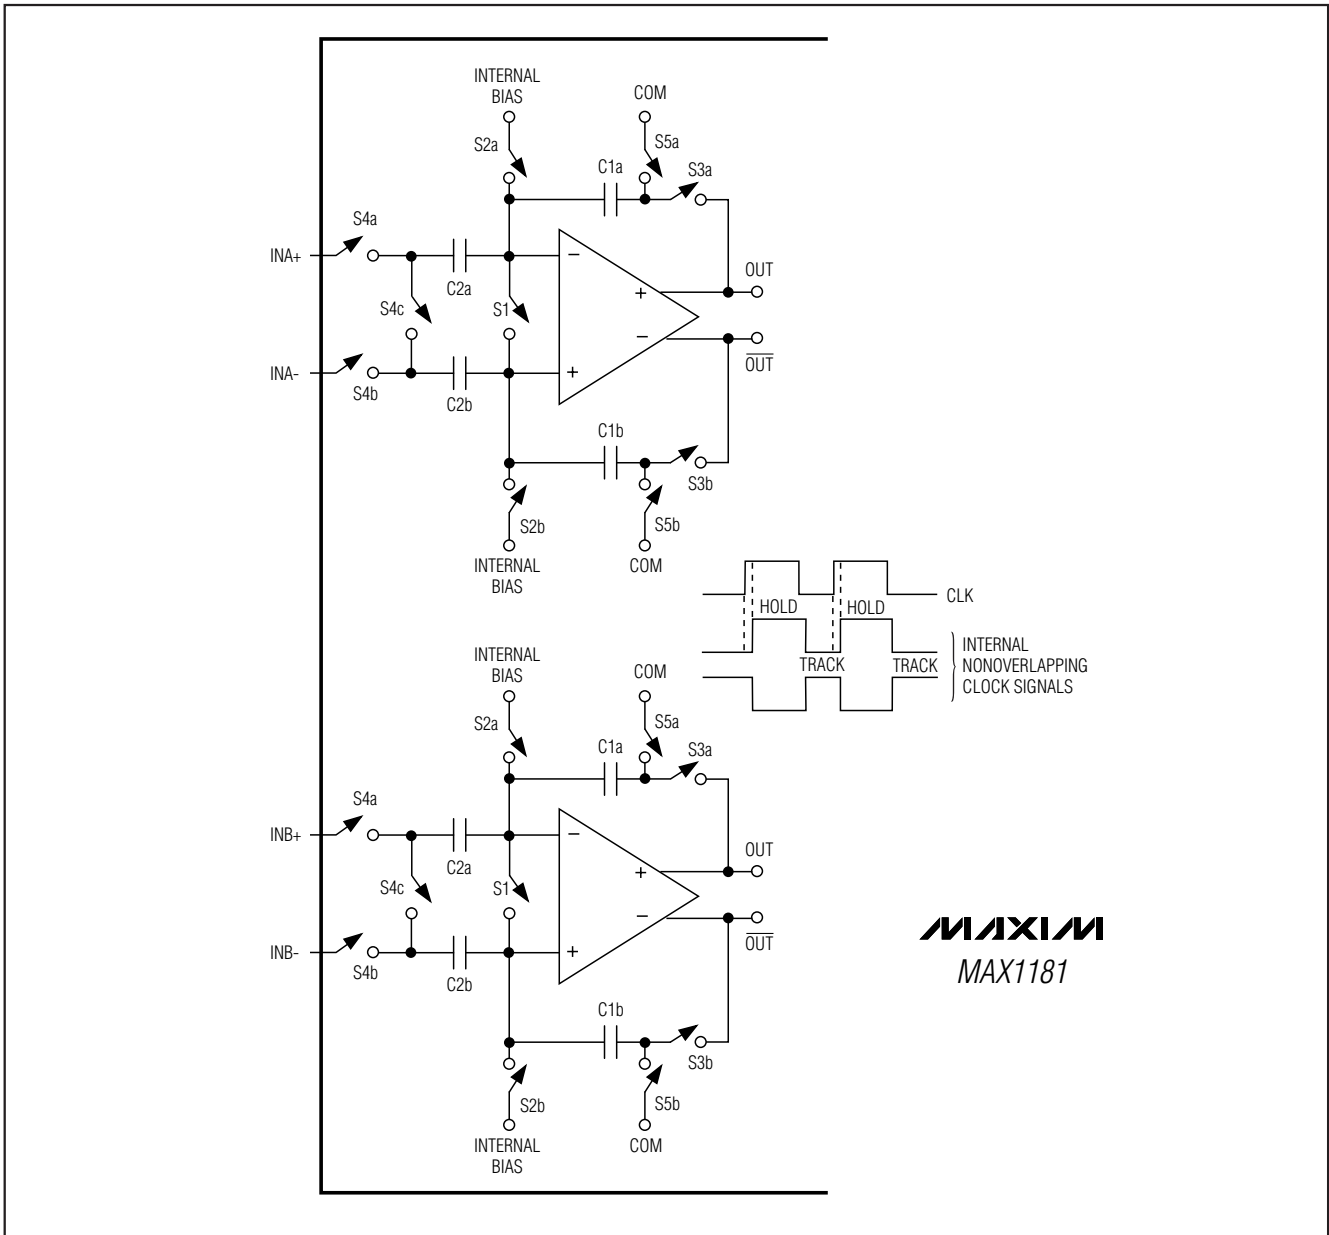 INTERNAL
BIAS
COM
S2a
S5a
C1a
S3a
S4a
INA+
−
C2a
OUT
+
S4c
S1
−
OUT
INA-
+
S4b
C2b
C1b
S3b
S2b
S5b
INTERNAL
BIAS
COM
CLK
HOLD
HOLD
TRACK
TRACK
INTERNAL
NONOVERLAPPING
CLOCK SIGNALS
INTERNAL
BIAS
COM
S2a
S5a
C1a
S3a
S4a
INB+
−
C2a
OUT
+
S4c
S1
−
OUT
INB-
+
S4b
C2b
C1b
S3b
S2b
S5b
INTERNAL
BIAS
COM
MAXIM
MAX1181